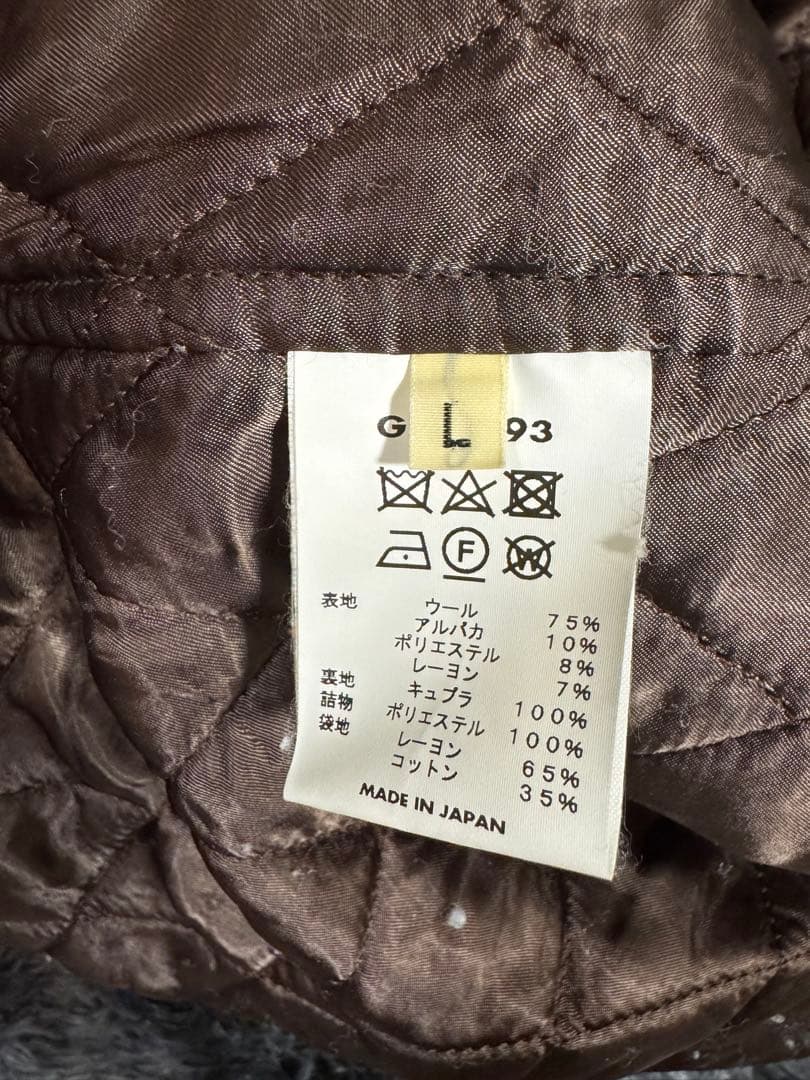 G L 93
F
W
表地 ウール 75%
アルパカ 10%
ポリエステル 8%
レーヨン 7%
裏地 キュプラ 100%
詰物 ポリエステル 100%
袋地 レーヨン 65%
コットン 35%
MADE IN JAPAN